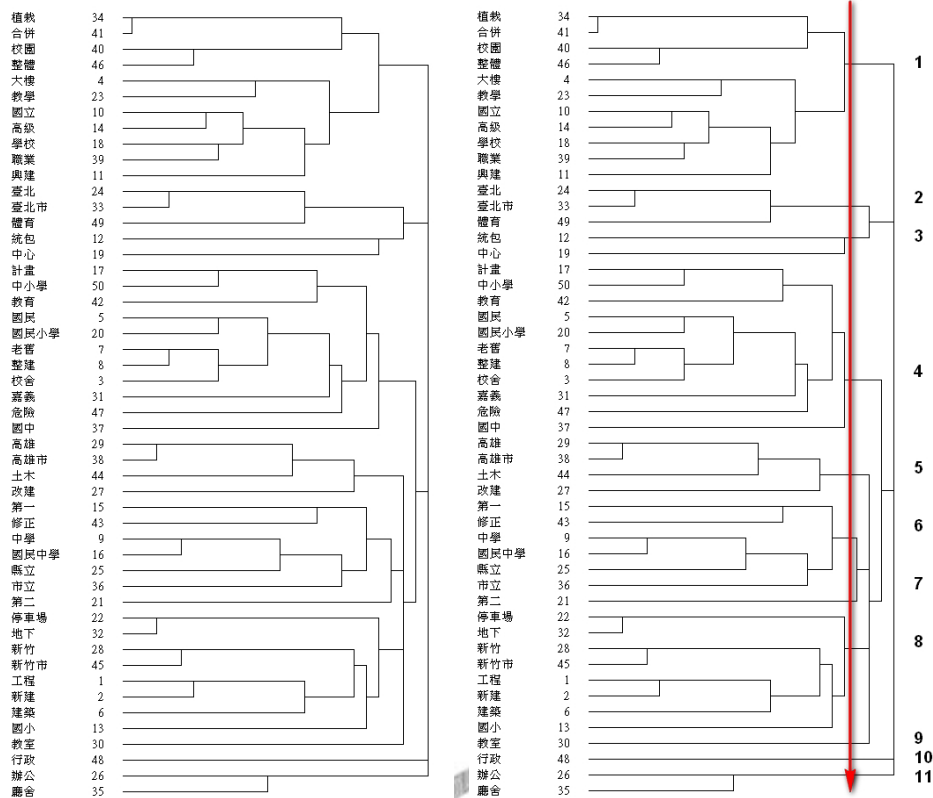 植栽 34
合併 41
校園 40
整體 46
大樓 4
教學 23
國立 10
高級 14
學校 18
職業 39
興建 11
臺北 24
臺北市 33
體育 49
統包 12
中心 19
計畫 17
中小學 50
教育 42
國民 5
國民小學 20
老舊 7
整建 8
校舍 3
嘉義 31
危險 47
國中 37
高雄 29
高雄市 38
土木 44
改建 27
第一 15
修正 43
中學 9
國民中學 16
縣立 25
市立 36
第二 21
停車場 22
地下 32
新竹 28
新竹市 45
工程 1
新建 2
建築 6
國小 13
教室 30
行政 48
辦公 26
廳舍 35
植栽 34
合併 41
校園 40
整體 46
大樓 4
教學 23
國立 10
高級 14
學校 18
職業 39
興建 11
臺北 24
臺北市 33
體育 49
統包 12
中心 19
計畫 17
中小學 50
教育 42
國民 5
國民小學 20
老舊 7
整建 8
校舍 3
嘉義 31
危險 47
國中 37
高雄 29
高雄市 38
土木 44
改建 27
第一 15
修正 43
中學 9
國民中學 16
縣立 25
市立 36
第二 21
停車場 22
地下 32
新竹 28
新竹市 45
工程 1
新建 2
建築 6
國小 13
教室 30
行政 48
辦公 26
廳舍 35
1
2
3
4
5
6
7
8
9
10
11